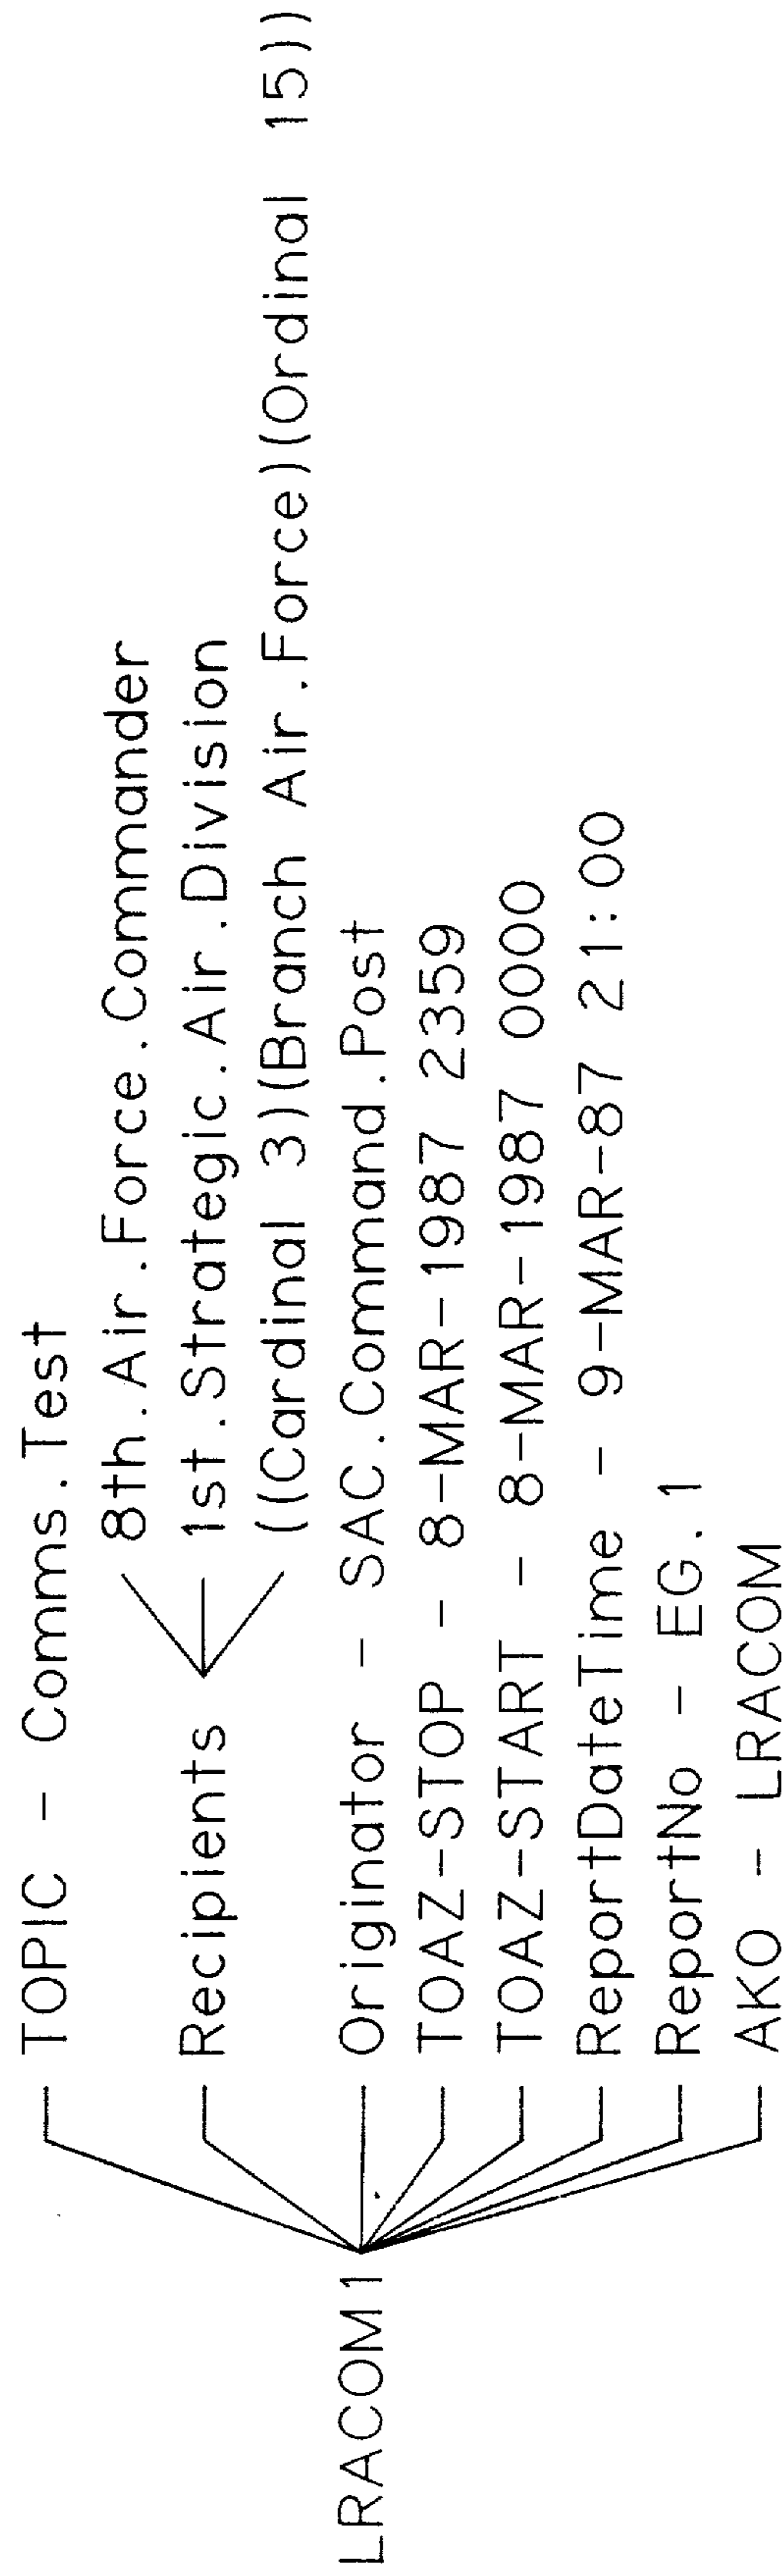 LRACOM1
TOPIC - Comms.Test
Recipients
8th.Air.Force.Commander
1st.Strategic.Air.Division
((Cardinal 3)(Branch Air.Force)(Ordinal 15))
Originator - SAC.Command.Post
TOAZ-STOP - 8-MAR-1987 2359
TOAZ-START - 8-MAR-1987 0000
ReportDateTime - 9-MAR-87 21:00
ReportNo - EG.1
AKO - LRACOM